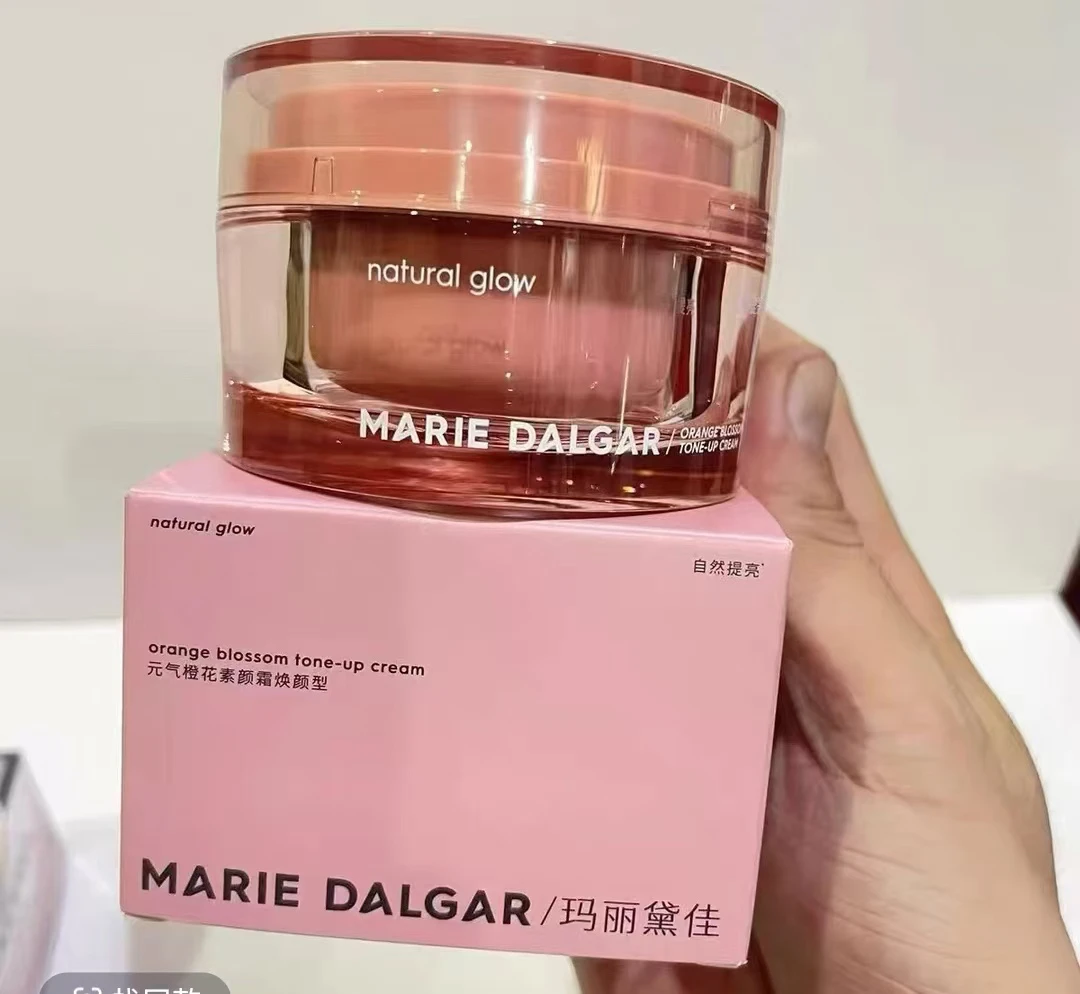 natural glow
MARIE DALGAR / ORANGE BLOSSOM
TONE-UP CREAM
natural glow
自然提亮*
orange blossom tone-up cream
元气橙花素颜霜焕颜型
MARIE DALGAR/玛丽黛佳